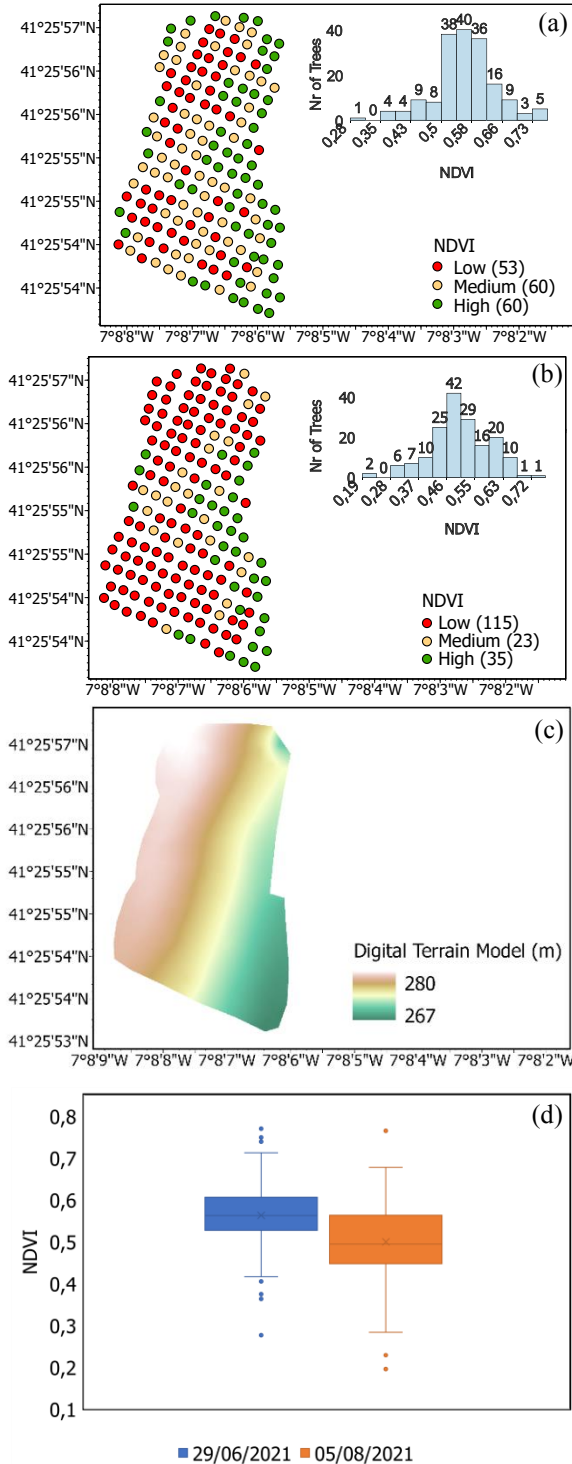 (a)
41°25'57"N
41°25'56"N
41°25'56"N
41°25'55"N
41°25'55"N
41°25'54"N
41°25'54"N
7°8'8"W 7°8'7"W 7°8'6"W 7°8'5"W 7°8'4"W 7°8'3"W 7°8'2"W
Nr of Trees
40
20
0
1 0 4 4 9 8 38 40 36 16 9 3 5
0,28 0,35 0,43 0,5 0,58 0,66 0,73
NDVI
NDVI
Low (53)
Medium (60)
High (60)
(b)
41°25'57"N
41°25'56"N
41°25'56"N
41°25'55"N
41°25'55"N
41°25'54"N
41°25'54"N
7°8'8"W 7°8'7"W 7°8'6"W 7°8'5"W 7°8'4"W 7°8'3"W 7°8'2"W
Nr of Trees
40
20
0
2 0 6 7 10 25 42 29 16 20 10 1 1
0,19 0,28 0,37 0,46 0,55 0,63 0,72
NDVI
NDVI
Low (115)
Medium (23)
High (35)
(c)
41°25'57"N
41°25'56"N
41°25'56"N
41°25'55"N
41°25'55"N
41°25'54"N
41°25'54"N
41°25'53"N
7°8'9"W 7°8'8"W 7°8'7"W 7°8'6"W 7°8'5"W 7°8'4"W 7°8'3"W 7°8'2"W
Digital Terrain Model (m)
280
267
(d)
NDVI
0,8
0,7
0,6
0,5
0,4
0,3
0,2
0,1
29/06/2021 05/08/2021